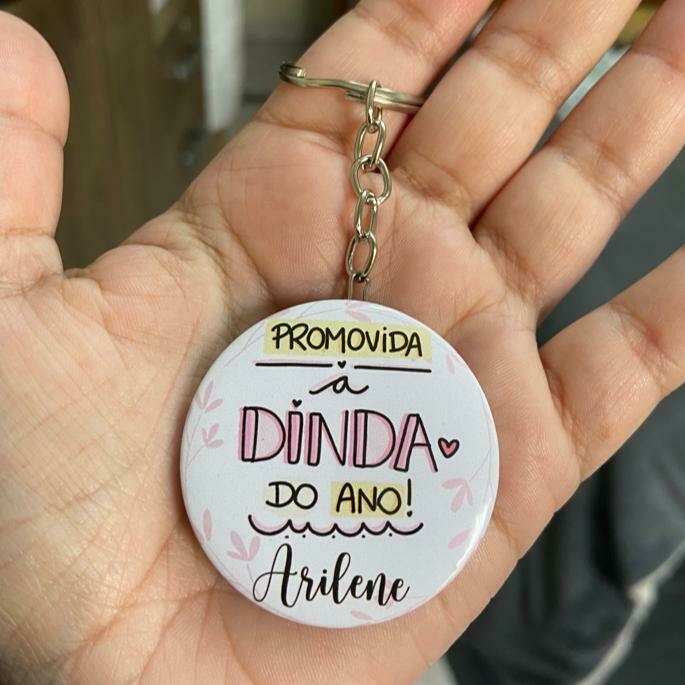 PROMOVIDA
a
DINDA
DO ANO!
Arilene